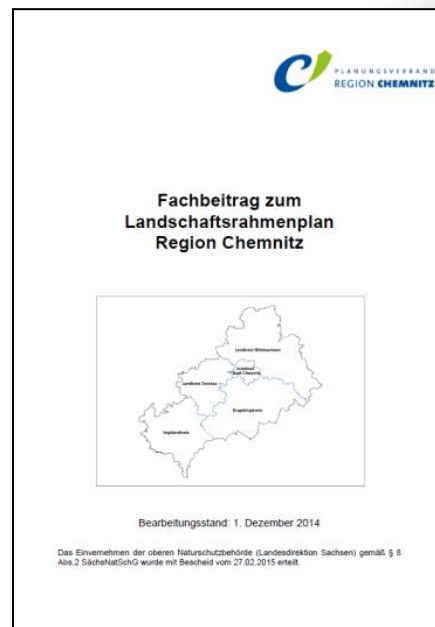 PLANUNGSVERBAND
REGION CHEMNITZ
Fachbeitrag zum
Landschaftsrahmenplan
Region Chemnitz
Landkreis Mittelsachsen
Stadt Chemnitz
Landkreis Zwickau
Erzgebirgskreis
Vogtlandkreis
Bearbeitungsstand: 1. Dezember 2014
Das Einvernehmen der oberen Naturschutzbehörde (Landesdirektion Sachsen) gemäß § 8
Abs.2 SächsNatSchG wurde mit Bescheid vom 27.02.2015 erteilt.